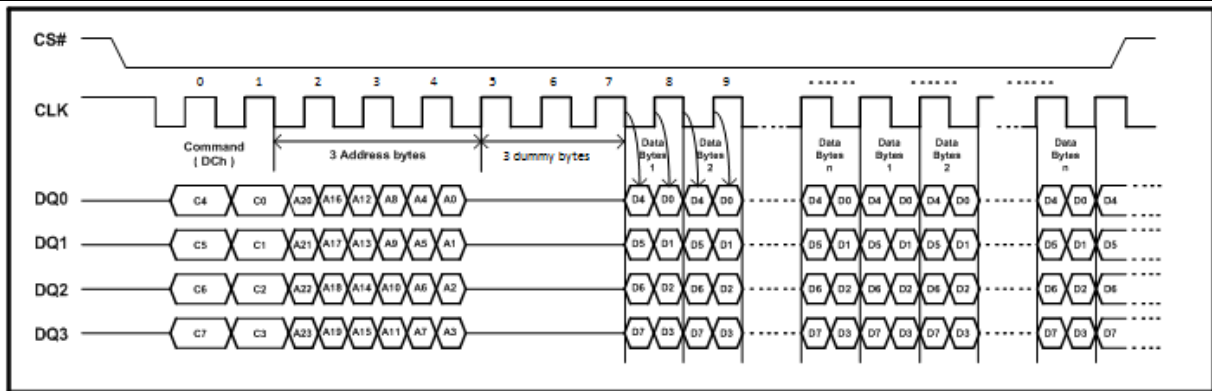 CS#
0 1 2 3 4 5 6 7 8 9
CLK
Command
( DCh )
3 Address bytes
3 dummy bytes
Data Bytes 1
Data Bytes 2
Data Bytes n
Data Bytes 1
Data Bytes 2
Data Bytes n
DQ0 C4 C0 A20 A16 A12 A8 A4 A0 D4 D0 D4 D0 D4 D0 D4 D0 D4 D0 D4 D0 D4
DQ1 C5 C1 A21 A17 A13 A9 A5 A1 D5 D1 D5 D1 D5 D1 D5 D1 D5 D1 D5 D1 D5
DQ2 C6 C2 A22 A18 A14 A10 A6 A2 D6 D2 D6 D2 D6 D2 D6 D2 D6 D2 D6 D2 D6
DQ3 C7 C3 A23 A19 A15 A11 A7 A3 D7 D3 D7 D3 D7 D3 D7 D3 D7 D3 D7 D3 D7